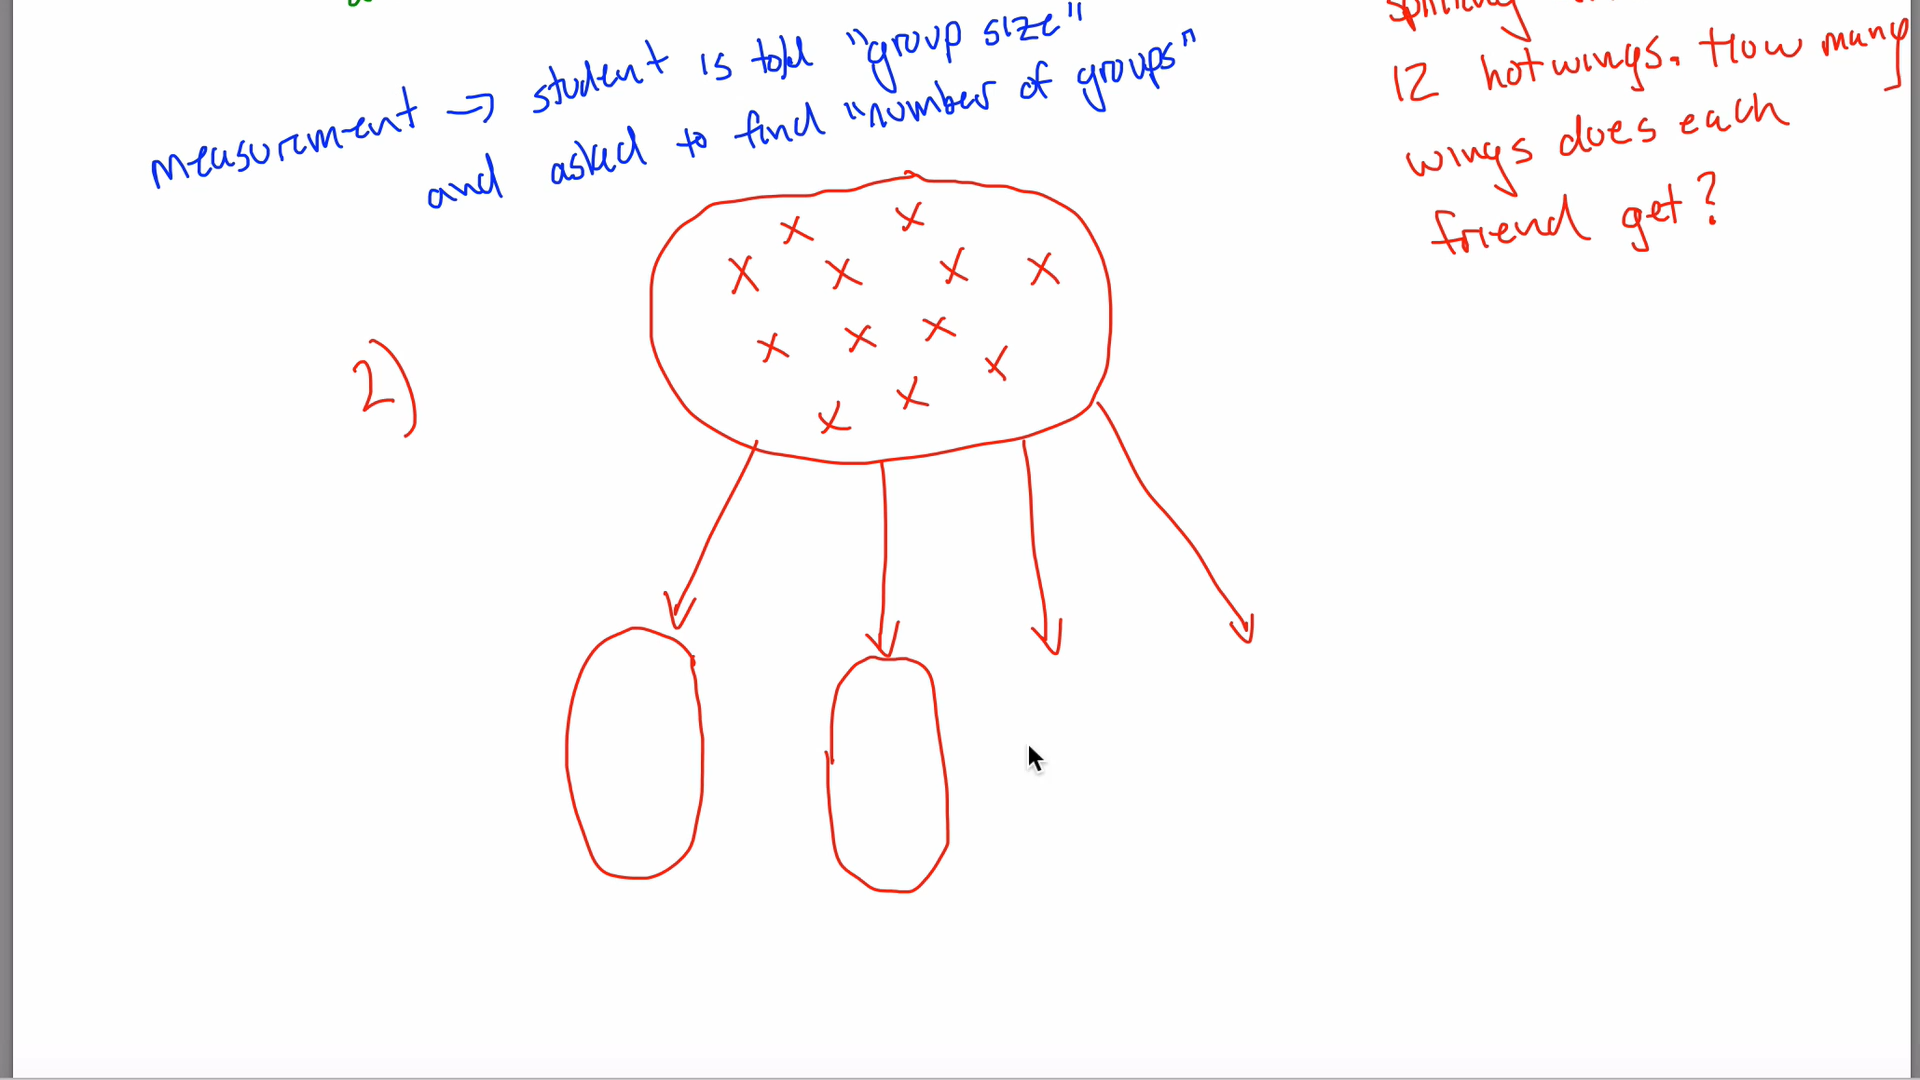 measurement → student is told "group size"
and asked to find "number of groups"
splitting
12 hotwings. How many
wings does each
friend get?
2)
X X
X X X X
X X X
X
X X